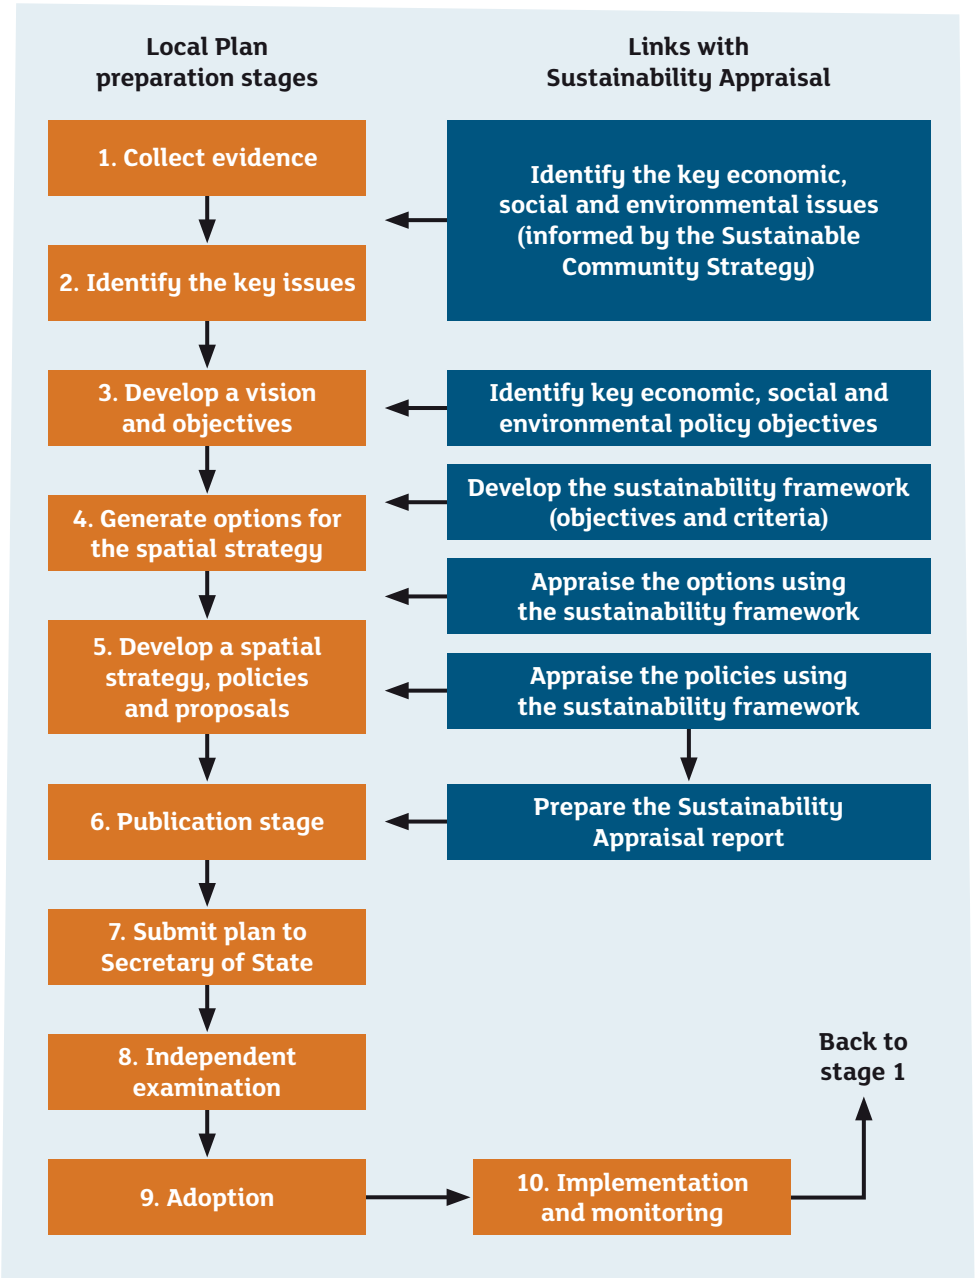 Local Plan
preparation stages
Links with
Sustainability Appraisal
1. Collect evidence
Identify the key economic,
social and environmental issues
(informed by the Sustainable
Community Strategy)
2. Identify the key issues
3. Develop a vision
and objectives
Identify key economic, social and
environmental policy objectives
Develop the sustainability framework
(objectives and criteria)
4. Generate options for
the spatial strategy
Appraise the options using
the sustainability framework
5. Develop a spatial
strategy, policies
and proposals
Appraise the policies using
the sustainability framework
6. Publication stage
Prepare the Sustainability
Appraisal report
7. Submit plan to
Secretary of State
8. Independent
examination
9. Adoption
10. Implementation
and monitoring
Back to
stage 1